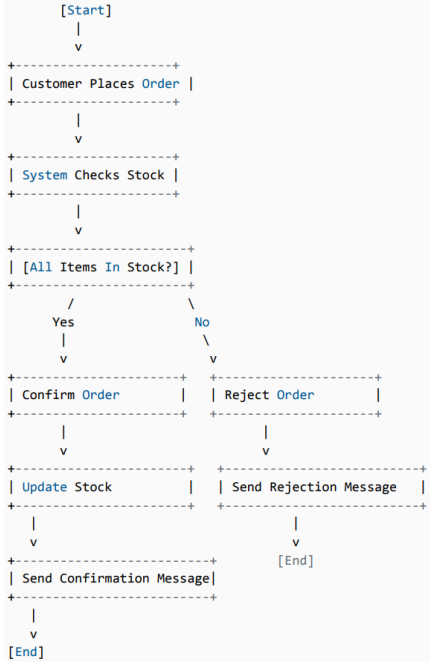 [Start]
|
v
+----------------------+
| Customer Places Order |
+----------------------+
|
v
+----------------------+
| System Checks Stock |
+----------------------+
|
v
+------------------------+
| [All Items In Stock?] |
+------------------------+
/ \
Yes No
| \
v v
+-----------------------+ +----------------------+
| Confirm Order | | Reject Order |
+-----------------------+ +----------------------+
| |
v v
+------------------------+ +---------------------------+
| Update Stock | | Send Rejection Message |
+------------------------+ +---------------------------+
| |
v v
+---------------------------+ [End]
| Send Confirmation Message|
+---------------------------+
|
v
[End]